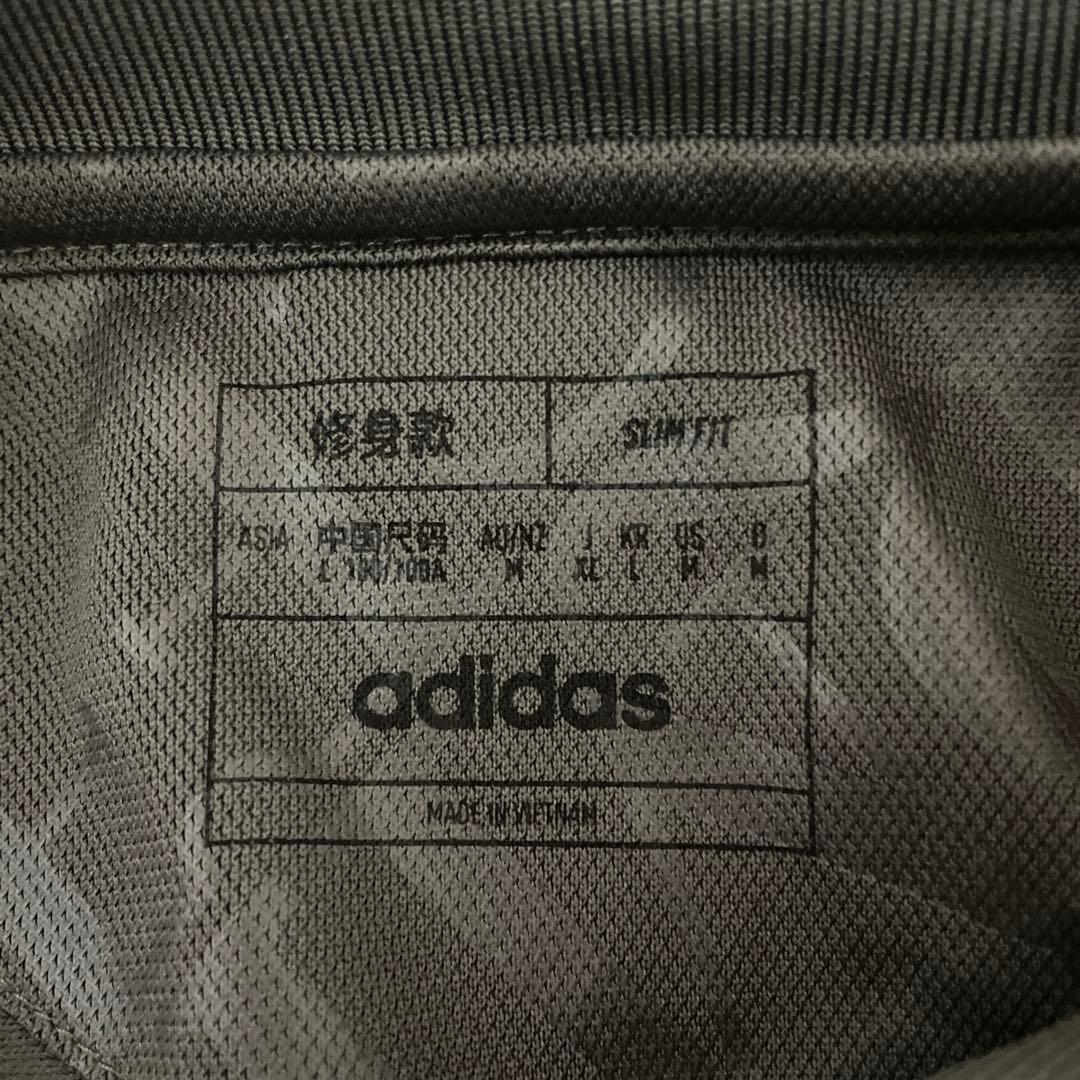 修身款 SLIM FIT
ASIA 中国尺码 AU/NZ J KR US
L /100A M XL L M M
adidas
MADE IN VIETNAM